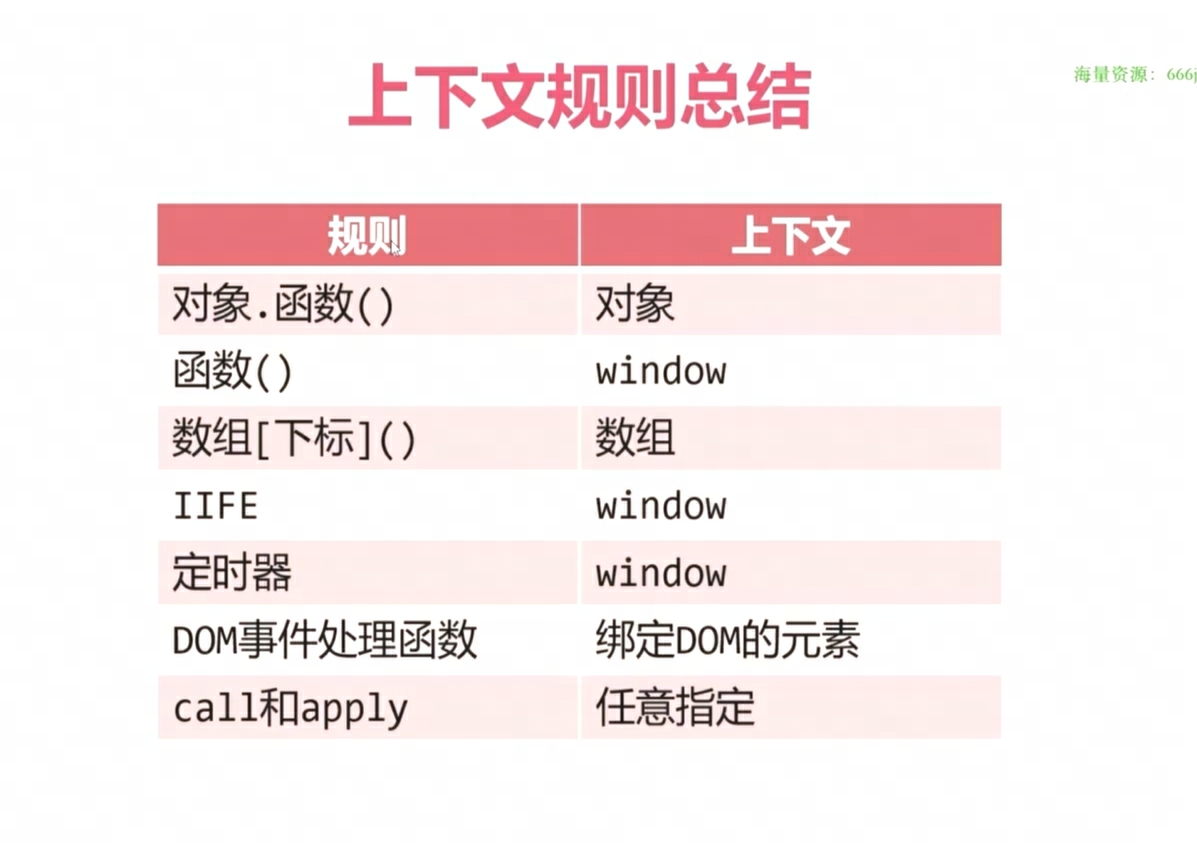 上下文规则总结
海量资源：666j
规则 上下文
对象.函数() 对象
函数() window
数组[下标]() 数组
IIFE window
定时器 window
DOM事件处理函数 绑定DOM的元素
call和apply 任意指定